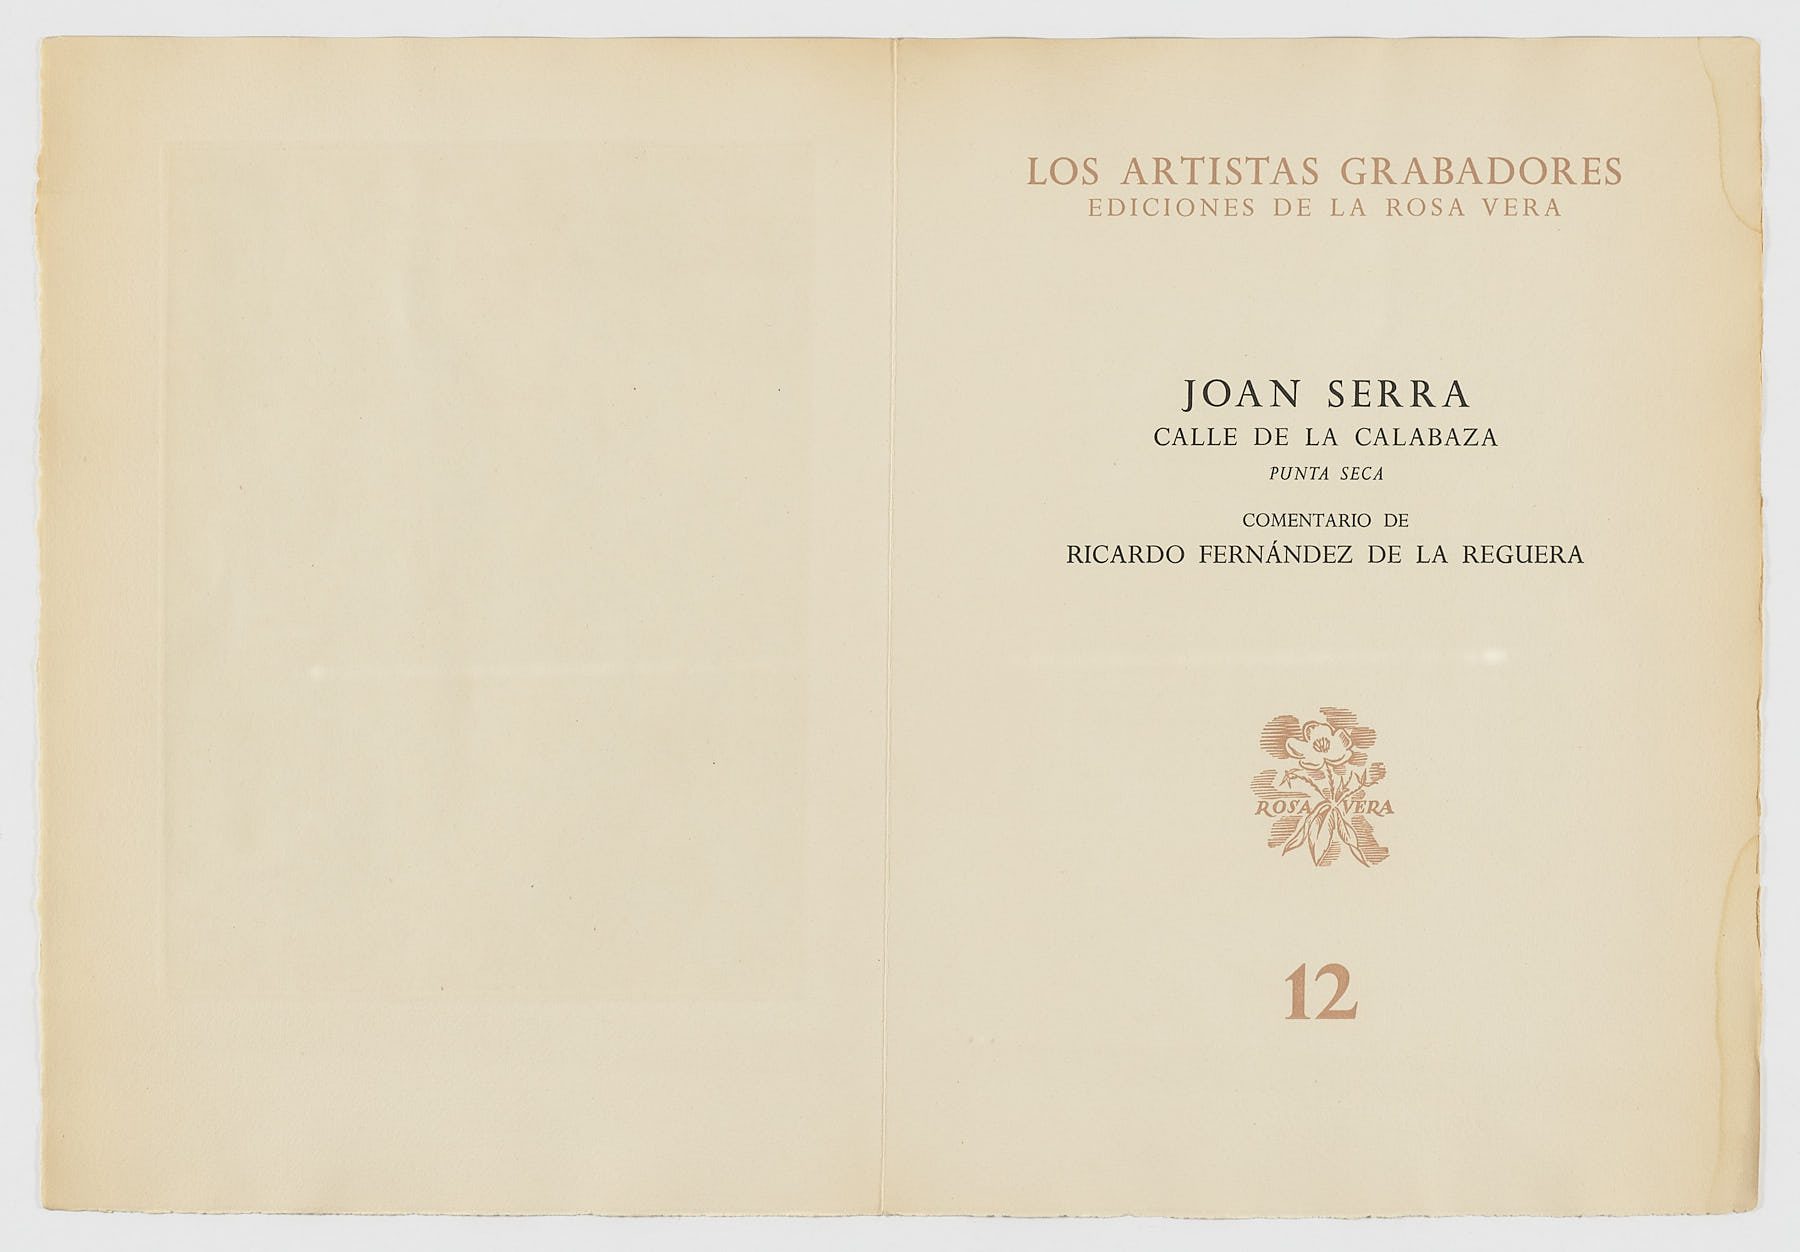 LOS ARTISTAS GRABADORES
EDICIONES DE LA ROSA VERA
JOAN SERRA
CALLE DE LA CALABAZA
PUNTA SECA
COMENTARIO DE
RICARDO FERNÁNDEZ DE LA REGUERA
ROSA VERA
12